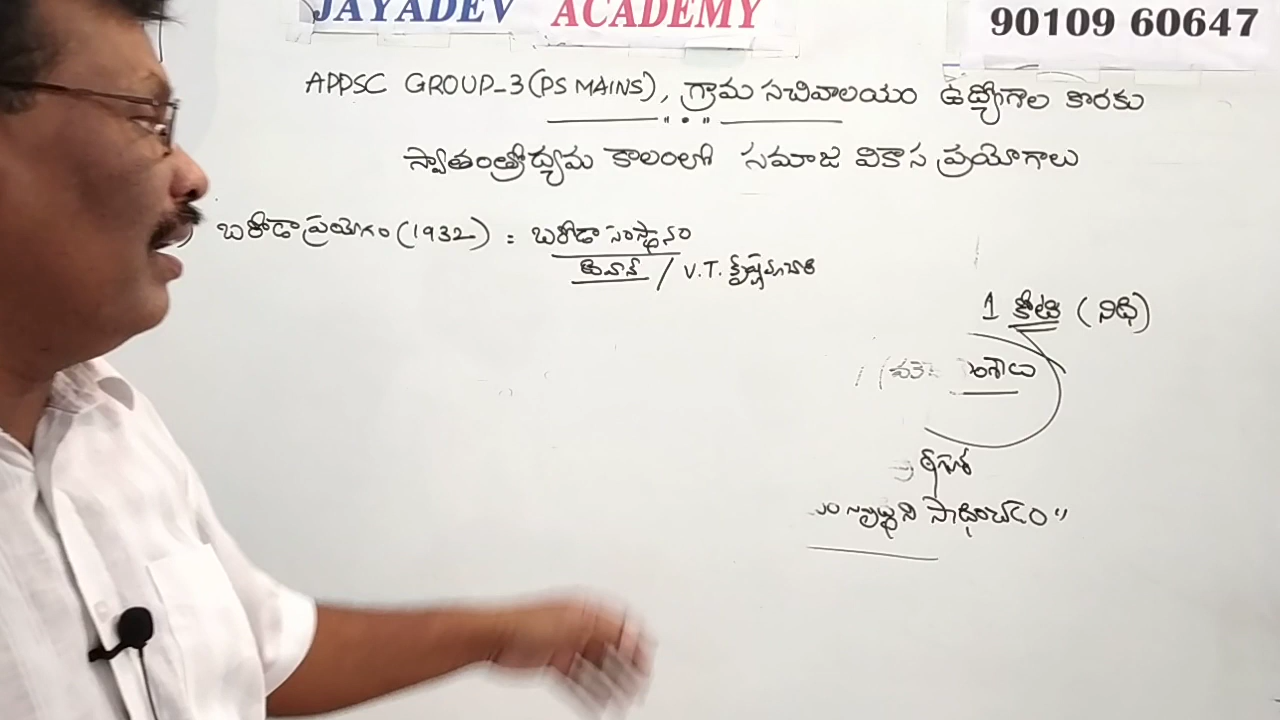 JAYADEV ACADEMY
90109 60647
APPSC GROUP-3 (PS MAINS), గ్రామ సచివాలయం ఉద్యోగాల కొరకు
స్వాతంత్రోద్యమ కాలంలో సమాజ వికాస ప్రయోగాలు
బరోడా ప్రయోగం (1932) : బరోడా సంస్థానం
దివాన్ / V.T. కృష్ణమాచారి
1 కోటి (నిధి)
సాధించడం"